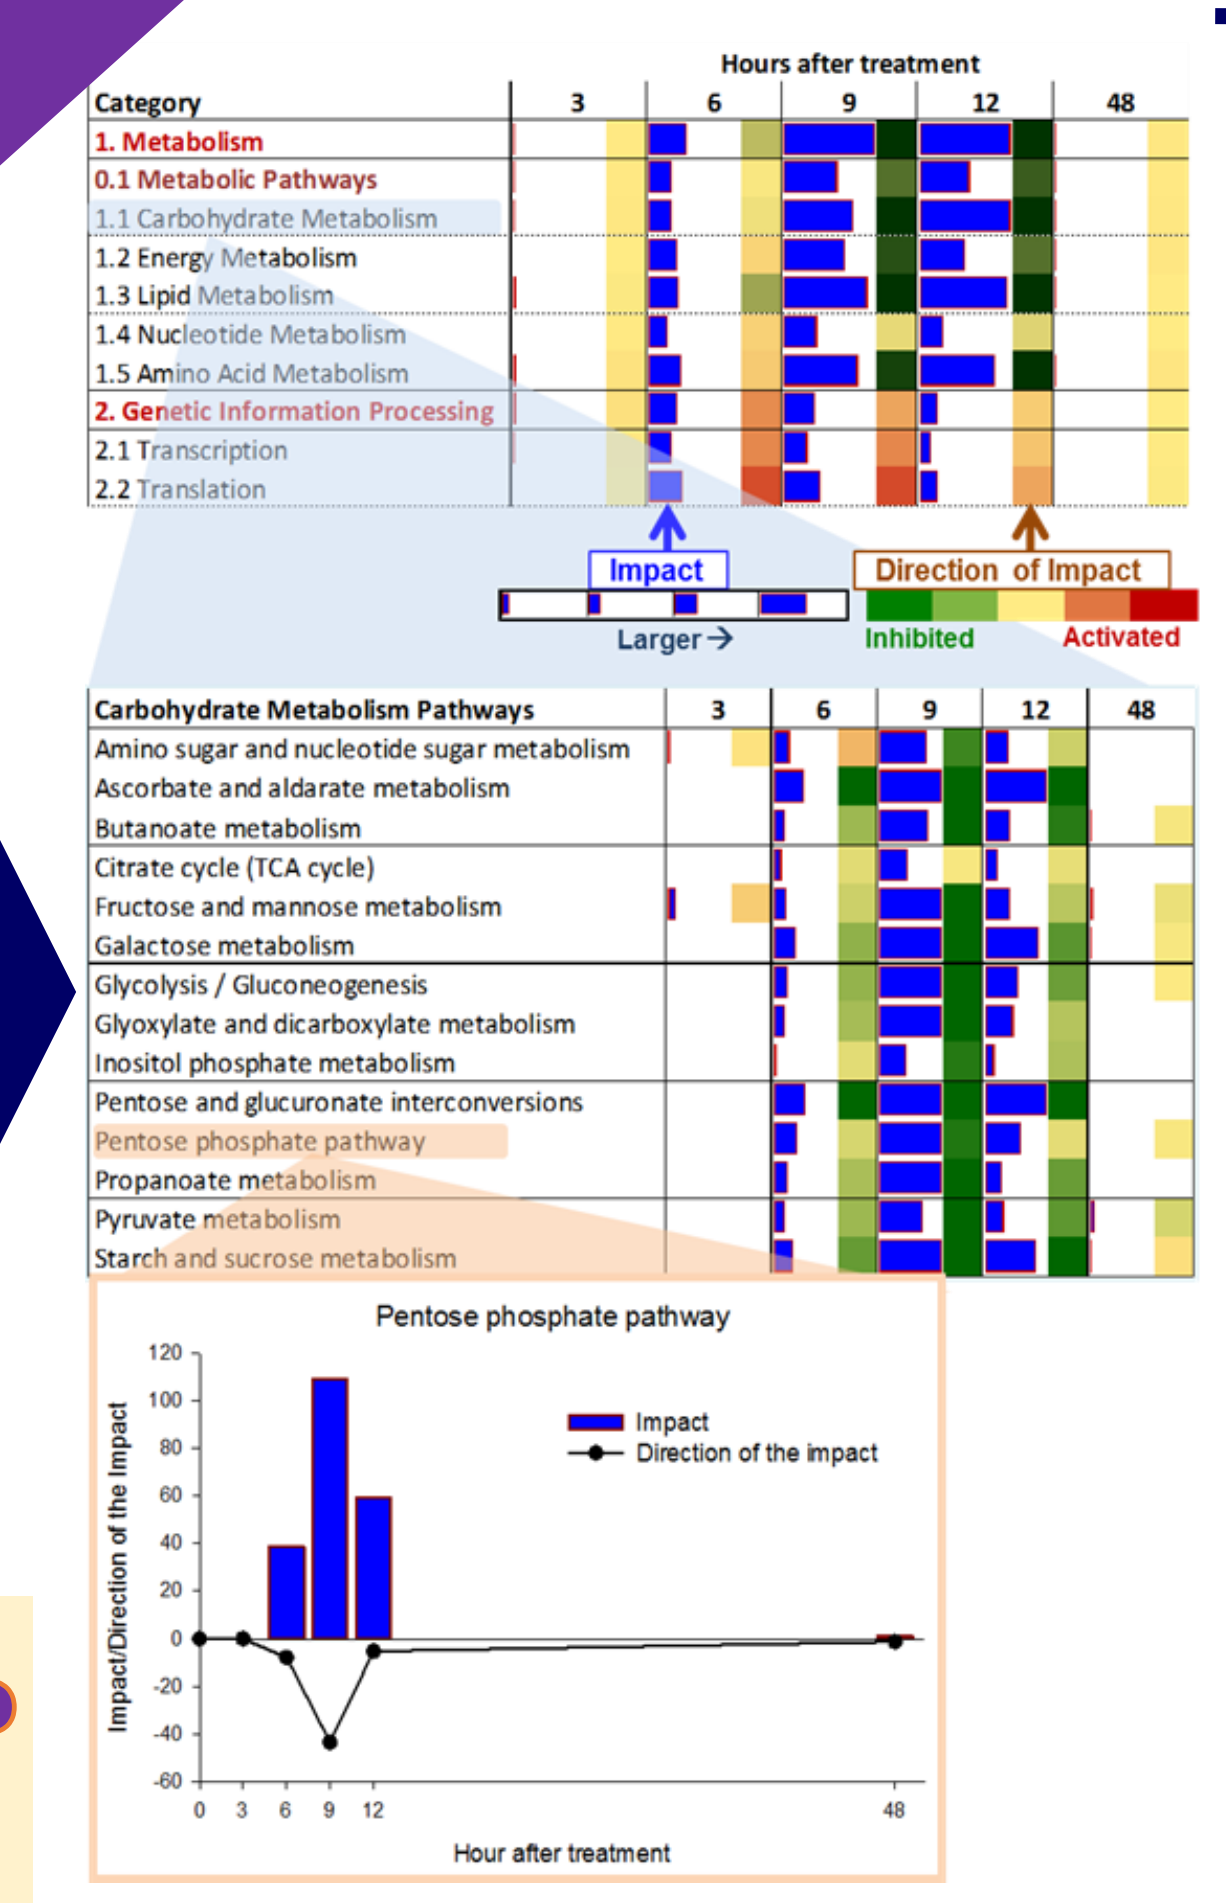 Hours after treatment
Category 3 6 9 12 48
1. Metabolism
0.1 Metabolic Pathways
1.1 Carbohydrate Metabolism
1.2 Energy Metabolism
1.3 Lipid Metabolism
1.4 Nucleotide Metabolism
1.5 Amino Acid Metabolism
2. Genetic Information Processing
2.1 Transcription
2.2 Translation
Impact Direction of Impact
Larger → Inhibited Activated
Carbohydrate Metabolism Pathways 3 6 9 12 48
Amino sugar and nucleotide sugar metabolism
Ascorbate and aldarate metabolism
Butanoate metabolism
Citrate cycle (TCA cycle)
Fructose and mannose metabolism
Galactose metabolism
Glycolysis / Gluconeogenesis
Glyoxylate and dicarboxylate metabolism
Inositol phosphate metabolism
Pentose and glucuronate interconversions
Pentose phosphate pathway
Propanoate metabolism
Pyruvate metabolism
Starch and sucrose metabolism
Pentose phosphate pathway
Impact/Direction of the Impact
120
100
80
60
40
20
0
-20
-40
-60
Impact
Direction of the impact
0 3 6 9 12 48
Hour after treatment